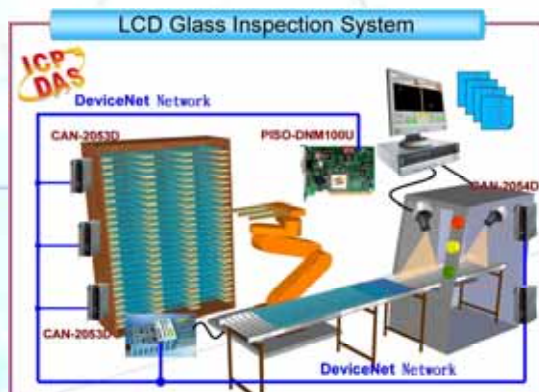 LCD Glass Inspection System
ICP DAS
DeviceNet Network
CAN-2053D
PISO-DNM100U
CAN-2054D
CAN-2053D
DeviceNet Network